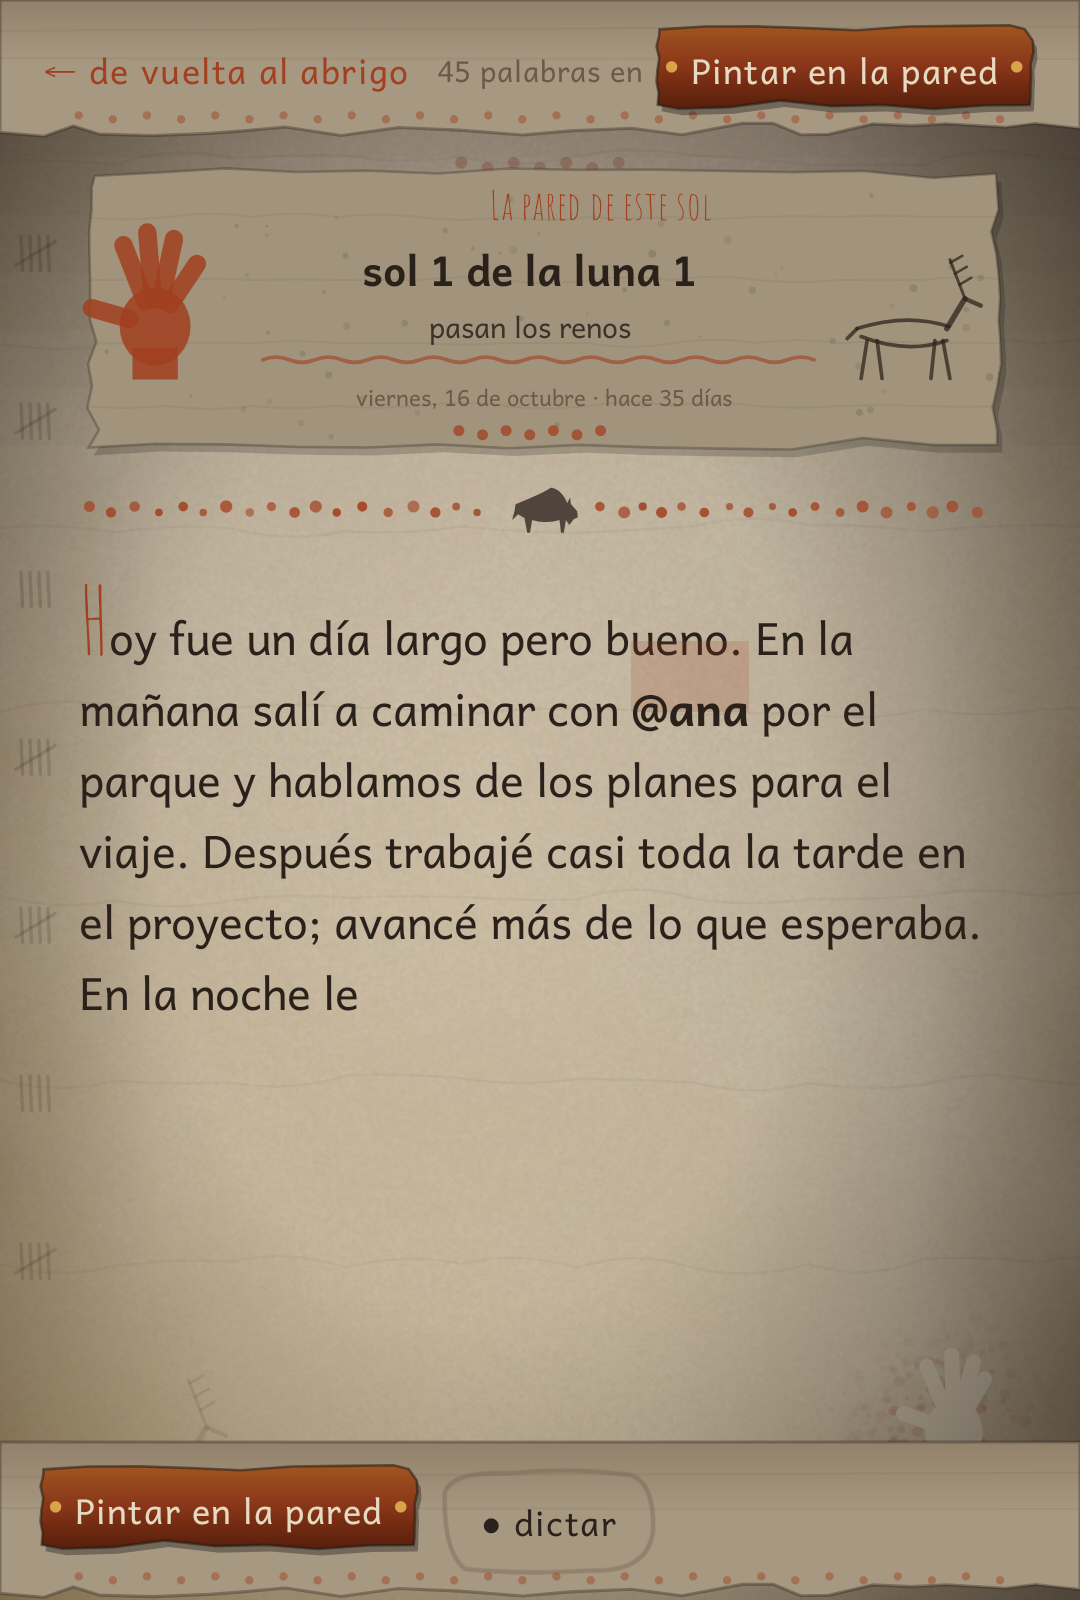 ← de vuelta al abrigo 45 palabras en Pintar en la pared
La pared de este sol
sol 1 de la luna 1
pasan los renos
viernes, 16 de octubre · hace 35 días
Hoy fue un día largo pero bueno. En la
mañana salí a caminar con @ana por el
parque y hablamos de los planes para el
viaje. Después trabajé casi toda la tarde en
el proyecto; avancé más de lo que esperaba.
En la noche le
Pintar en la pared • dictar